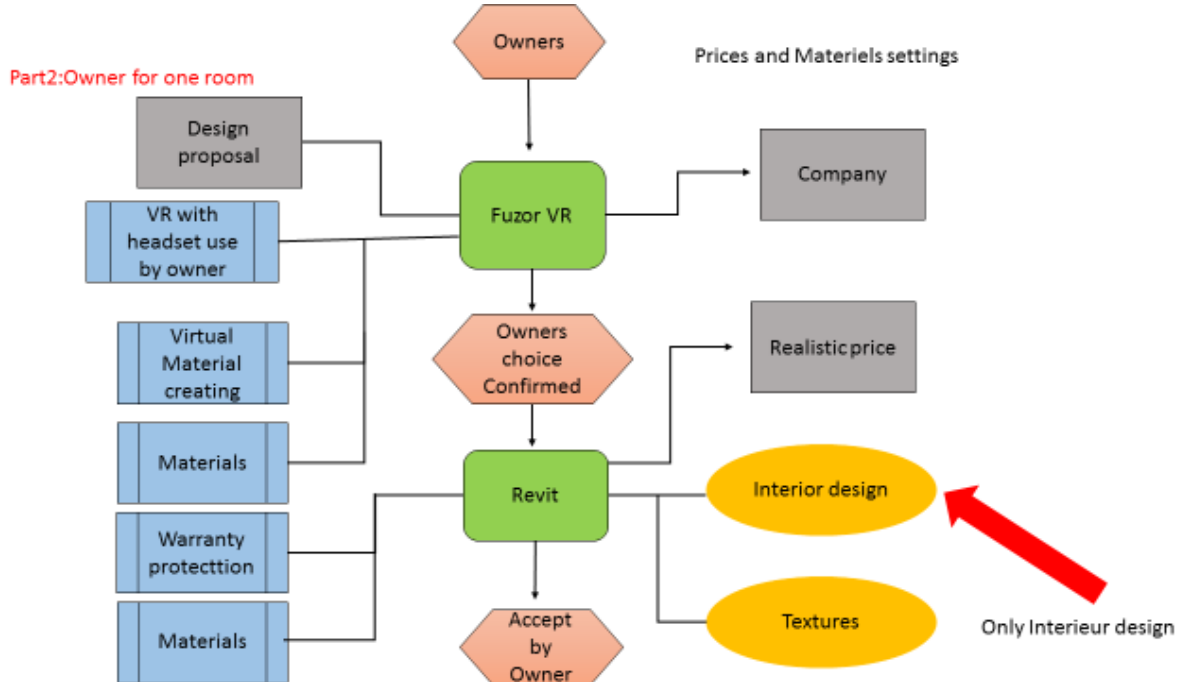 Owners
Prices and Materiels settings
Part2:Owner for one room
Design
proposal
Company
VR with
headset use
by owner
Fuzor VR
Virtual
Material
creating
Owners
choice
Confirmed
Realistic price
Materials
Revit
Interior design
Warranty
protecttion
Materials
Accept
by
Owner
Textures
Only Interieur design